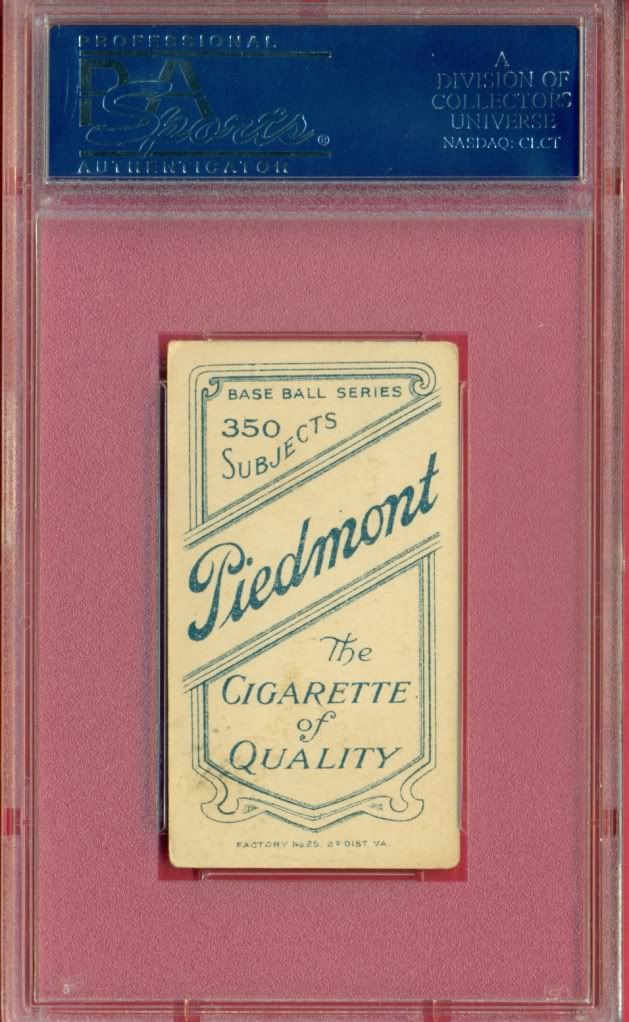 PROFESSIONAL
PSA
Sports®
AUTHENTICATOR
A
DIVISION OF
COLLECTORS
UNIVERSE
NASDAQ: CLCT
BASE BALL SERIES
350
SUBJECTS
Piedmont
The
CIGARETTE
of
QUALITY
FACTORY No. 25. 2D DIST VA.